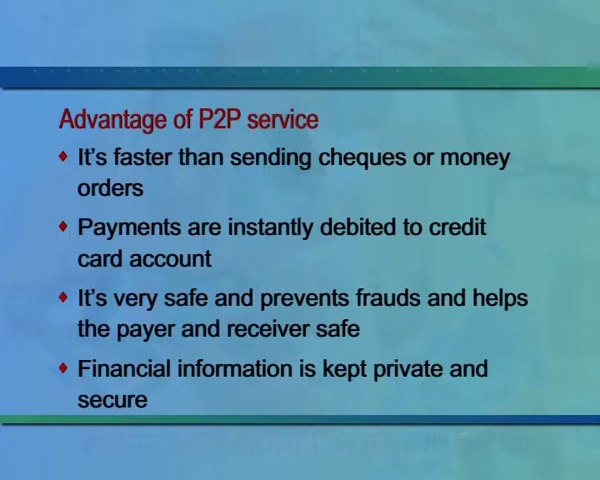 Advantage of P2P service
It's faster than sending cheques or money
orders
Payments are instantly debited to credit
card account
It's very safe and prevents frauds and helps
the payer and receiver safe
Financial information is kept private and
secure